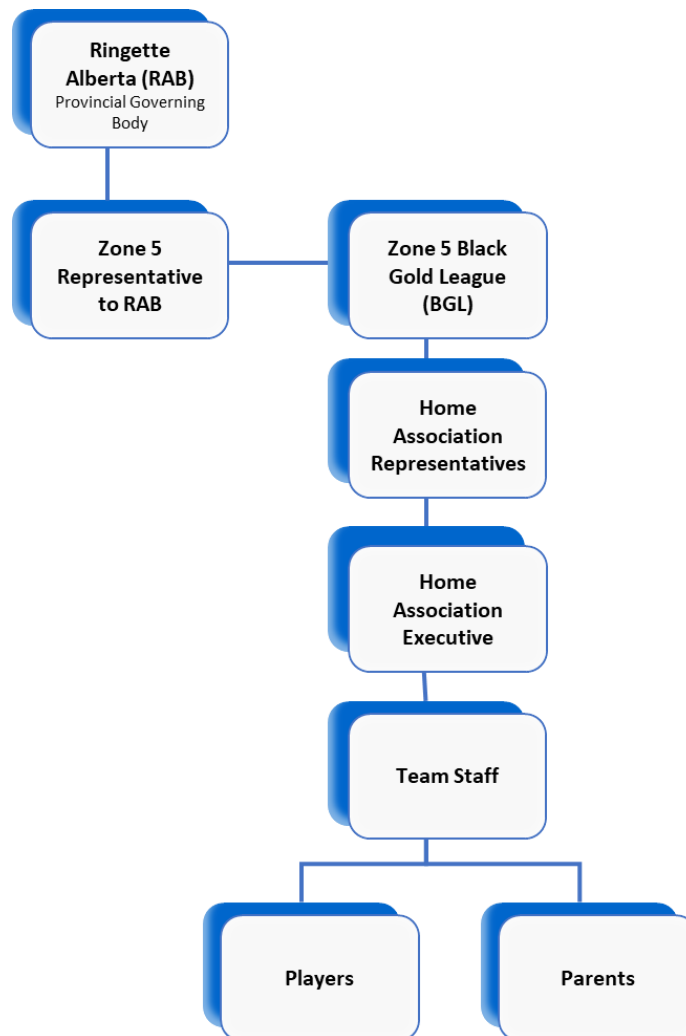 Ringette
Alberta (RAB)
Provincial Governing
Body
Zone 5
Representative
to RAB
Zone 5 Black
Gold League
(BGL)
Home
Association
Representatives
Home
Association
Executive
Team Staff
Players
Parents